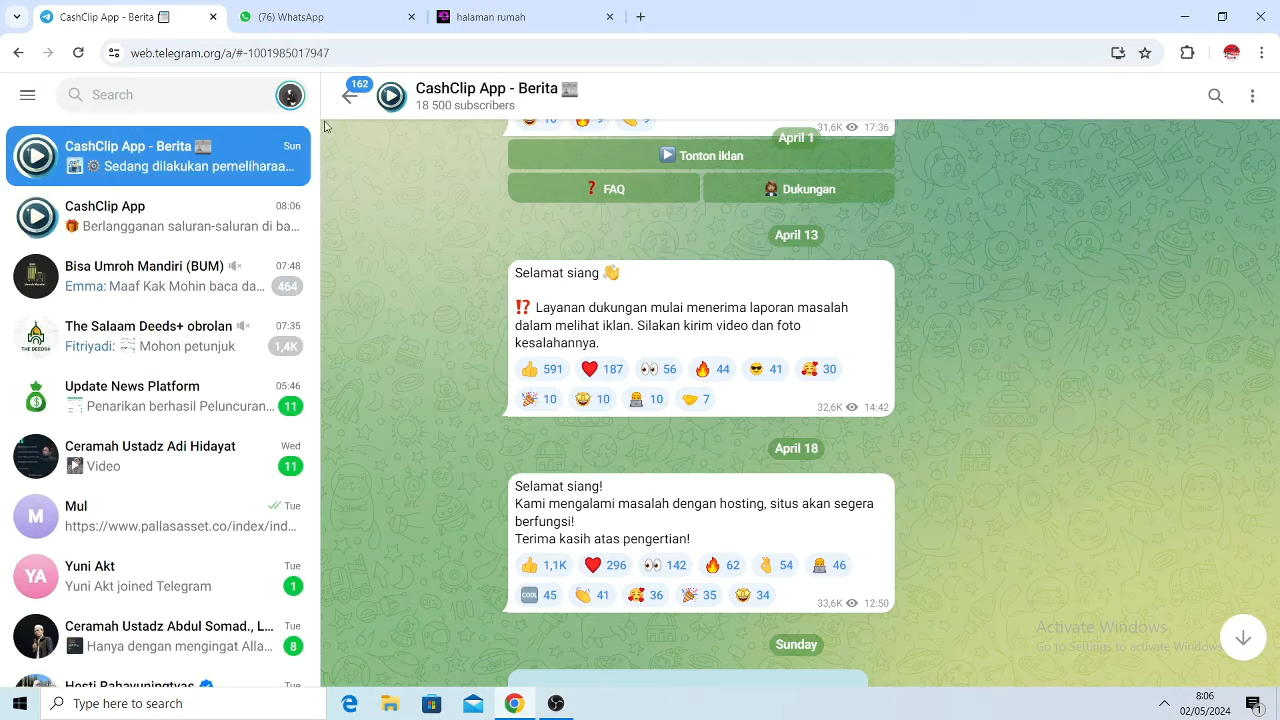 CashClip App - Berita
(76) WhatsApp
halaman rumah
web.telegram.org/a/#-1001985017947
Search
162
CashClip App - Berita
18 500 subscribers
CashClip App - Berita
Sun
Sedang dilakukan pemeliharaa...
CashClip App
08:06
Berlangganan saluran-saluran di ba...
Bisa Umroh Mandiri (BUM)
07:48
Emma: Maaf Kak Mohin baca da...
464
The Salaam Deeds+ obrolan
07:35
Fitriyadi: Mohon petunjuk
1,4K
Update News Platform
05:46
Penarikan berhasil Peluncuran...
11
Ceramah Ustadz Adi Hidayat
Wed
Video
11
M
Mul
Tue
https://www.pallasasset.co/index/ind...
YA
Yuni Akt
Tue
Yuni Akt joined Telegram
1
Ceramah Ustadz Abdul Somad., L...
Tue
Hanya dengan mengingat Alla...
8
Hesti Rahayuningtyas
Tue
10 9 9
31,6K 17:36
April 1
Tonton iklan
FAQ
Dukungan
April 13
Selamat siang 👋
⁉️ Layanan dukungan mulai menerima laporan masalah
dalam melihat iklan. Silakan kirim video dan foto
kesalahannya.
591 187 56 44 41 30
10 10 10 7
32,6K 14:42
April 18
Selamat siang!
Kami mengalami masalah dengan hosting, situs akan segera
berfungsi!
Terima kasih atas pengertian!
1,1K 296 142 62 54 46
COOL 45 41 36 35 34
33,6K 12:50
Sunday
Activate Windows
Go to Settings to activate Windows.
Type here to search
8:06
02/05/2024
1